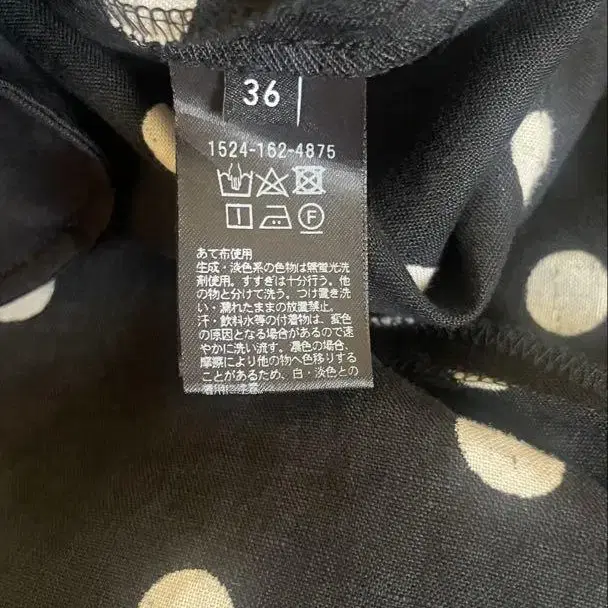 36
1524-162-4875
F
あて布使用
生成・淡色系の色物は無蛍光洗
剤使用。すすぎは十分行う。他
の物と分けて洗う。つけ置き洗
い・濡れたままの放置禁止。
汗・飲料水等の付着物は、変色
の原因となる場合があるので速
やかに洗い流す。濃色の場合、
摩擦により他の物へ色移りする
ことがあるため、白・淡色との
着用に注意